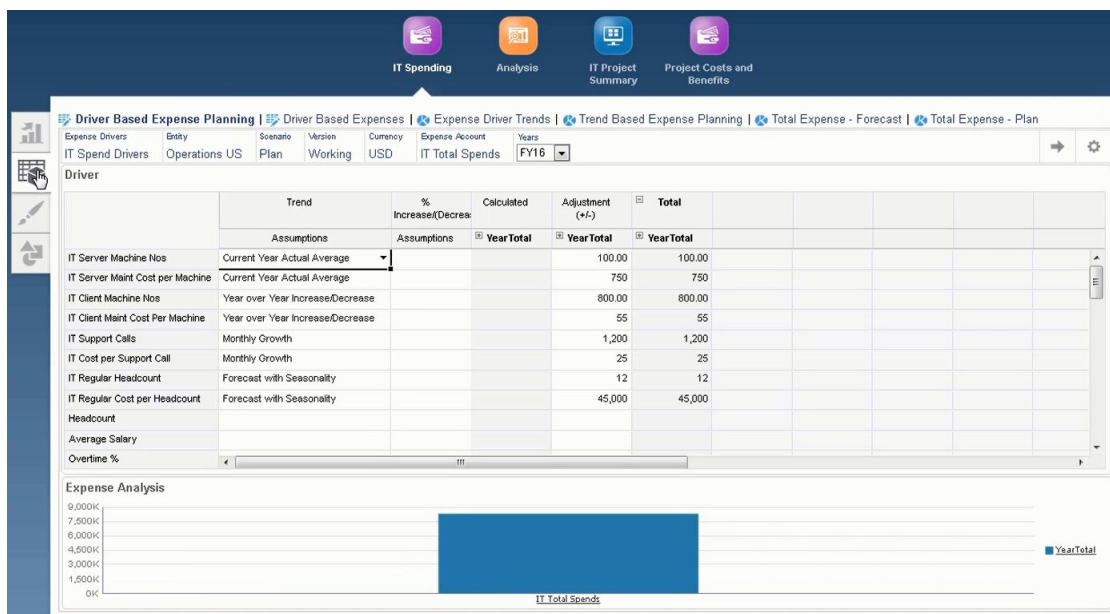 IT Spending
Analysis
IT Project
Summary
Project Costs and
Benefits
Driver Based Expense Planning | Driver Based Expenses | Expense Driver Trends | Trend Based Expense Planning | Total Expense - Forecast | Total Expense - Plan
Expense Drivers Entity Scenario Version Currency Expense Account Years
IT Spend Drivers Operations US Plan Working USD IT Total Spends FY16
Driver
Trend % Increase/(Decrea: Calculated Adjustment (+/-) Total
Assumptions Assumptions YearTotal YearTotal YearTotal
IT Server Machine Nos Current Year Actual Average 100.00 100.00
IT Server Maint Cost per Machine Current Year Actual Average 750 750
IT Client Machine Nos Year over Year Increase/Decrease 800.00 800.00
IT Client Maint Cost Per Machine Year over Year Increase/Decrease 55 55
IT Support Calls Monthly Growth 1,200 1,200
IT Cost per Support Call Monthly Growth 25 25
IT Regular Headcount Forecast with Seasonality 12 12
IT Regular Cost per Headcount Forecast with Seasonality 45,000 45,000
Headcount
Average Salary
Overtime %
Expense Analysis
9,000K
7,500K
6,000K
4,500K
3,000K
1,500K
0K
YearTotal
IT Total Spends